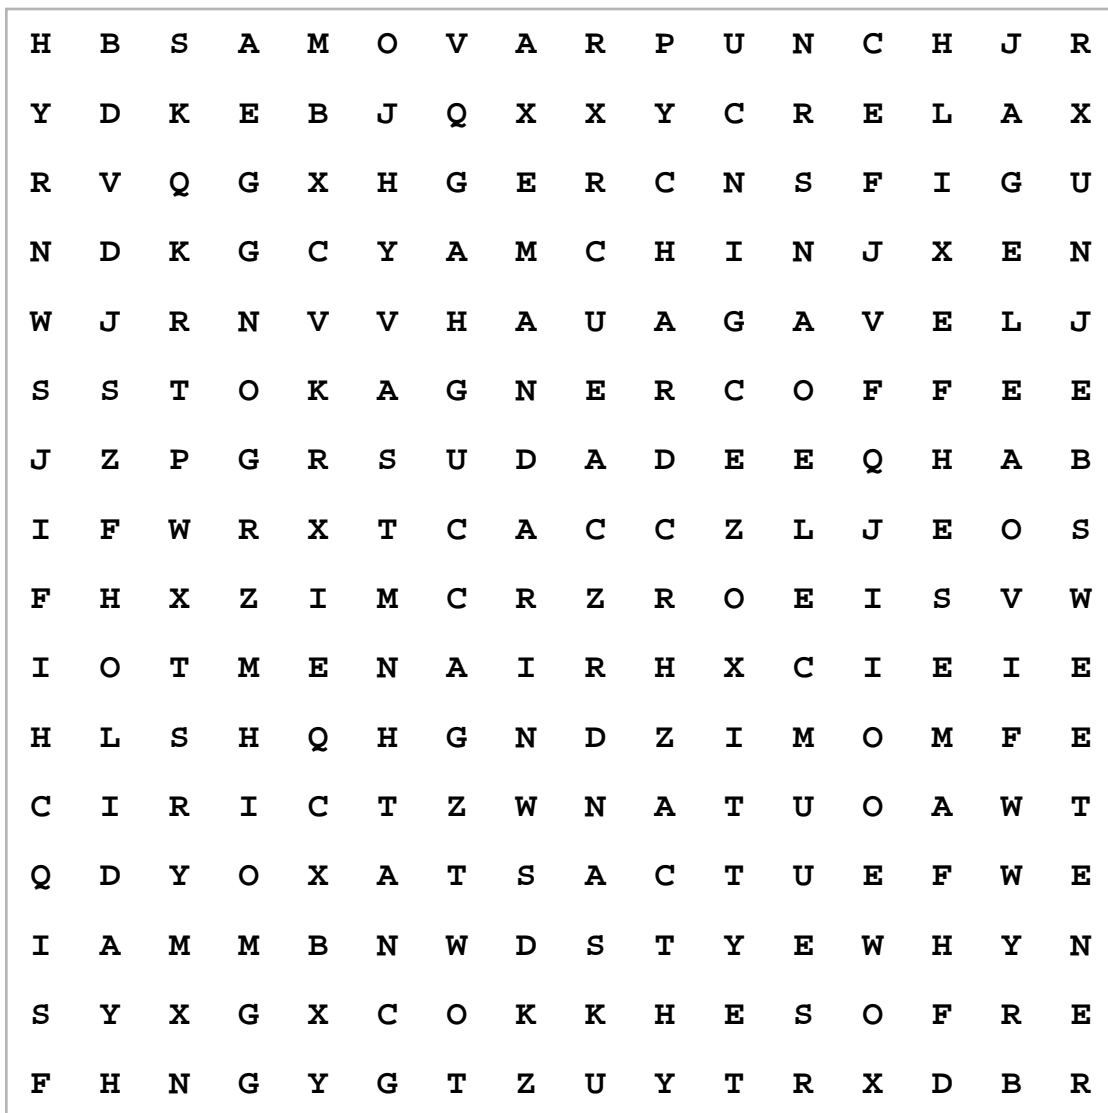 H B S A M O V A R P U N C H J R
Y D K E B J Q X X Y C R E L A X
R V Q G X H G E R C N S F I G U
N D K G C Y A M C H I N J X E N
W J R N V V H A U A G A V E L J
S S T O K A G N E R C O F F E E
J Z P G R S U D A D E E Q H A B
I F W R X T C A C C Z L J E O S
F H X Z I M C R Z R O E I S V W
I O T M E N A I R H X C I E I E
H L S H Q H G N D Z I M O M F E
C I R I C T Z W N A T U O A W T
Q D Y O X A T S A C T U E F W E
I A M M B N W D S T Y E W H Y N
S Y X G X C O K K H E S O F R E
F H N G Y G T Z U Y T R X D B R